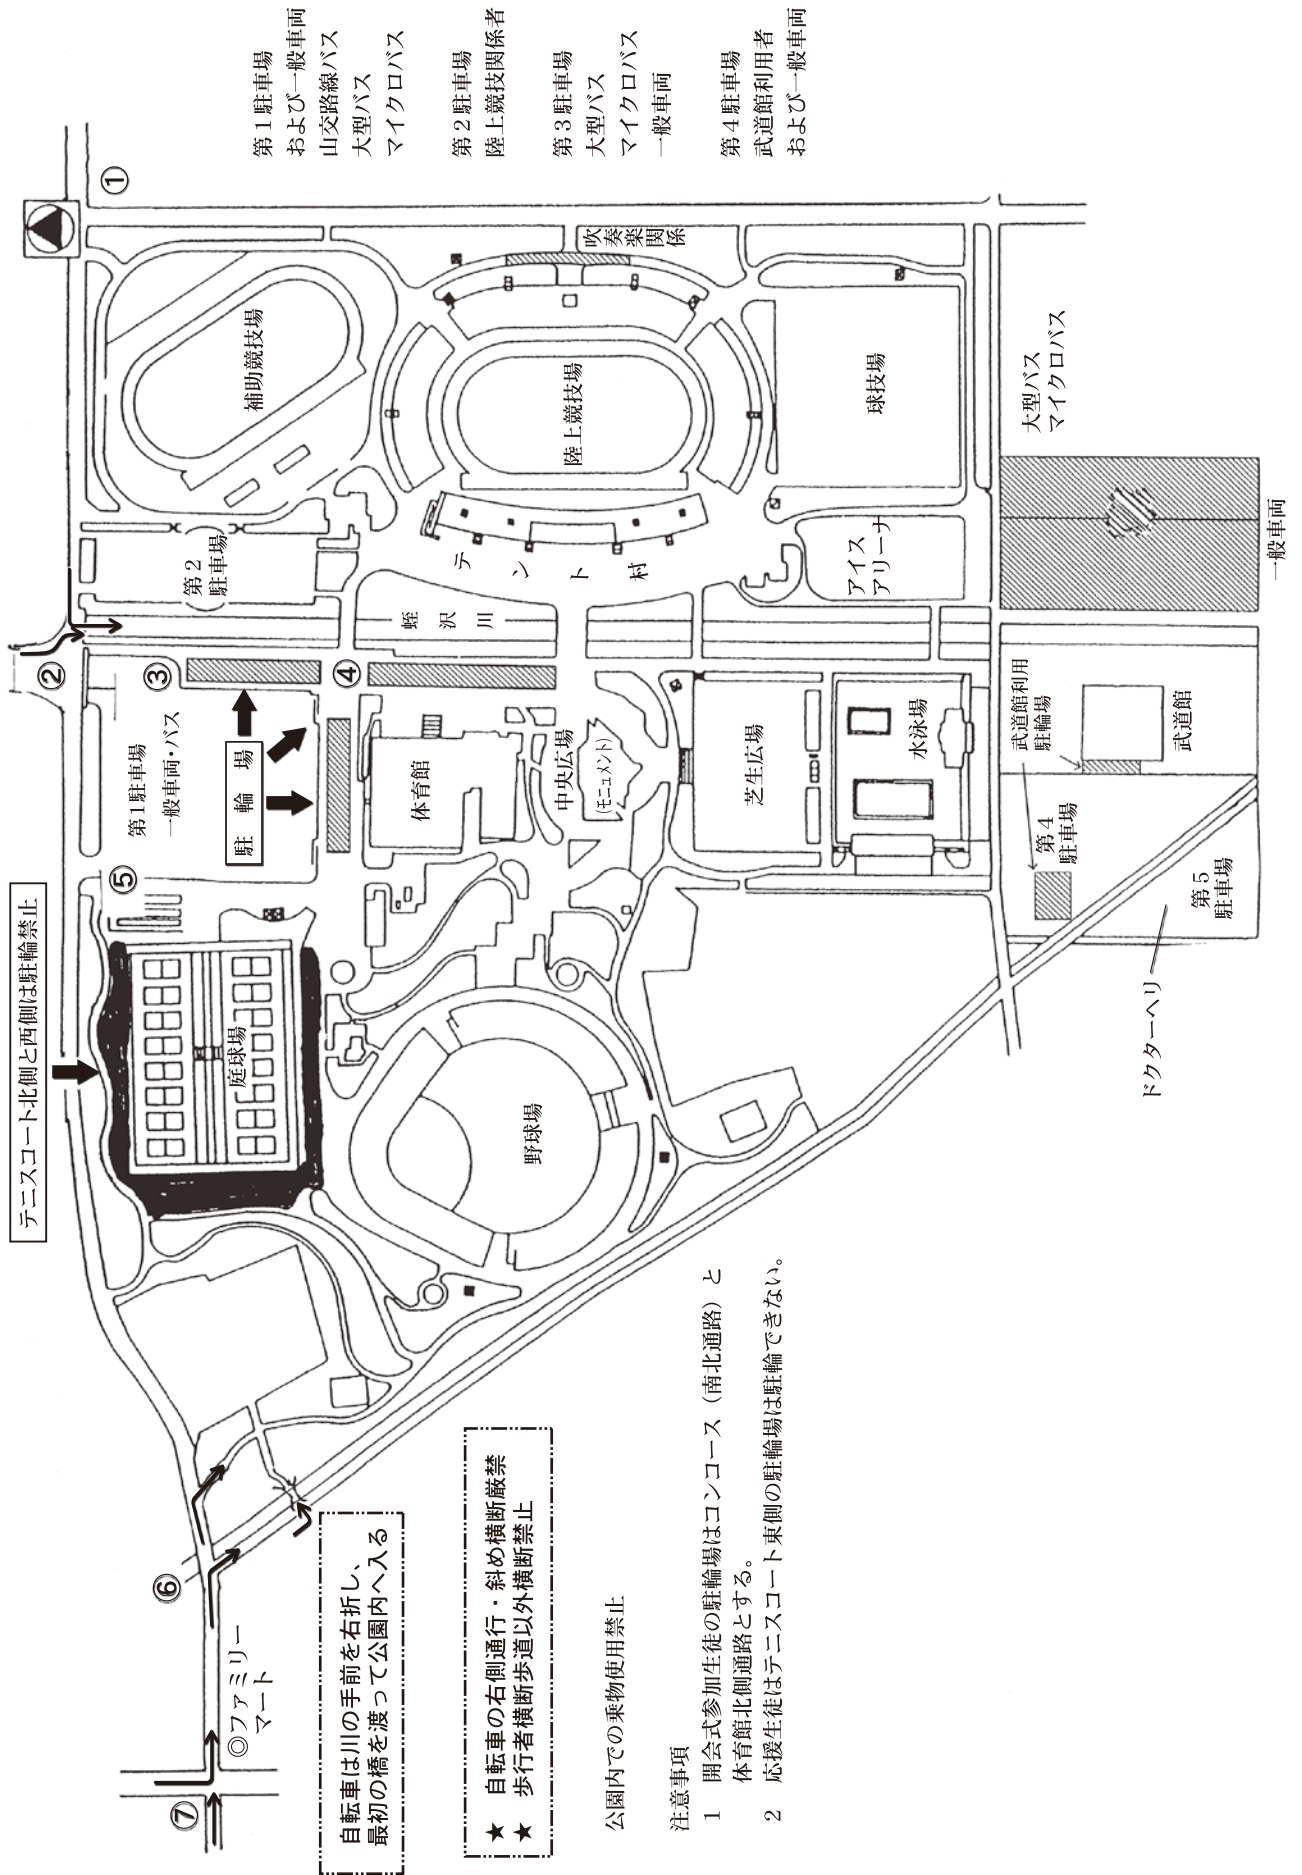 テニスコート北側と西側は駐輪禁止
①
②
③
④
⑤
⑥
⑦
◎ファミリー
マート
第1駐車場
一般車両・バス
駐輪場
第2
駐車場
補助競技場
庭球場
体育館
蛭沢川
テント村
陸上競技場
吹奏楽
関係
野球場
中央広場
(モニュメント)
芝生広場
水泳場
アイス
アリーナ
球技場
武道館利用
駐輪場
武道館
第4
駐車場
第5
駐車場
ドクターヘリ
大型バス
マイクロバス
一般車両
第1駐車場
および一般車両
山交路線バス
大型バス
マイクロバス
第2駐車場
陸上競技関係者
第3駐車場
大型バス
マイクロバス
一般車両
第4駐車場
武道館利用者
および一般車両
自転車は川の手前を右折し、
最初の橋を渡って公園内へ入る
★ 自転車の右側通行・斜め横断厳禁
★ 歩行者横断歩道以外横断禁止
公園内での乗物使用禁止
注意事項
1 開会式参加生徒の駐輪場はコンコース（南北通路）と
体育館北側通路とする。
2 応援生徒はテニスコート東側の駐輪場は駐輪できない。